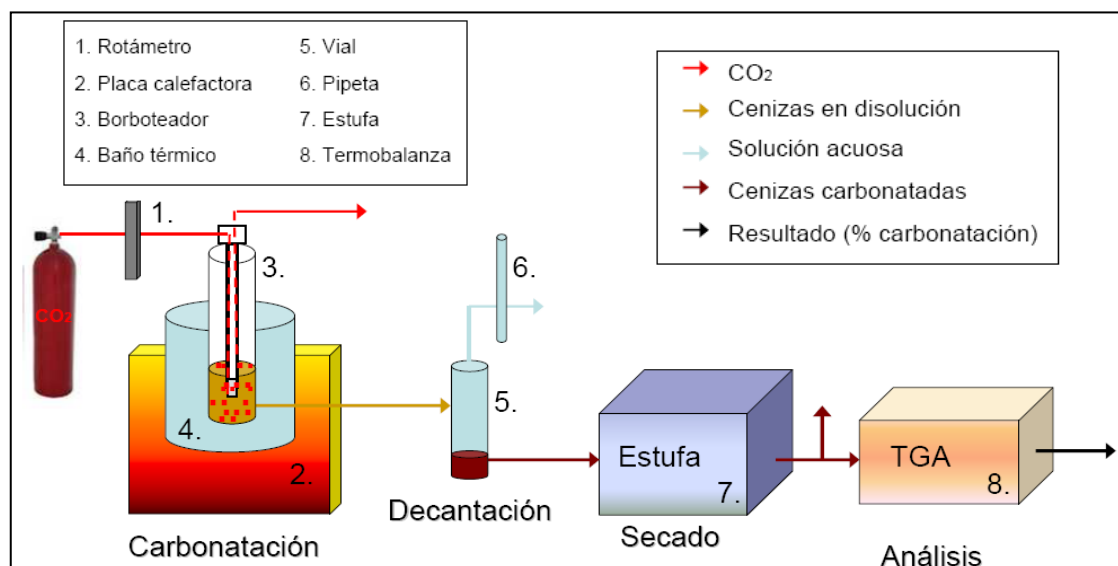 1. Rotámetro
2. Placa calefactora
3. Borboteador
4. Baño térmico
5. Vial
6. Pipeta
7. Estufa
8. Termobalanza
CO2
Cenizas en disolución
Solución acuosa
Cenizas carbonatadas
Resultado (% carbonatación)
1.
3.
6.
CO2
5.
4.
2.
Estufa
7.
TGA
8.
Carbonatación
Decantación
Secado
Análisis